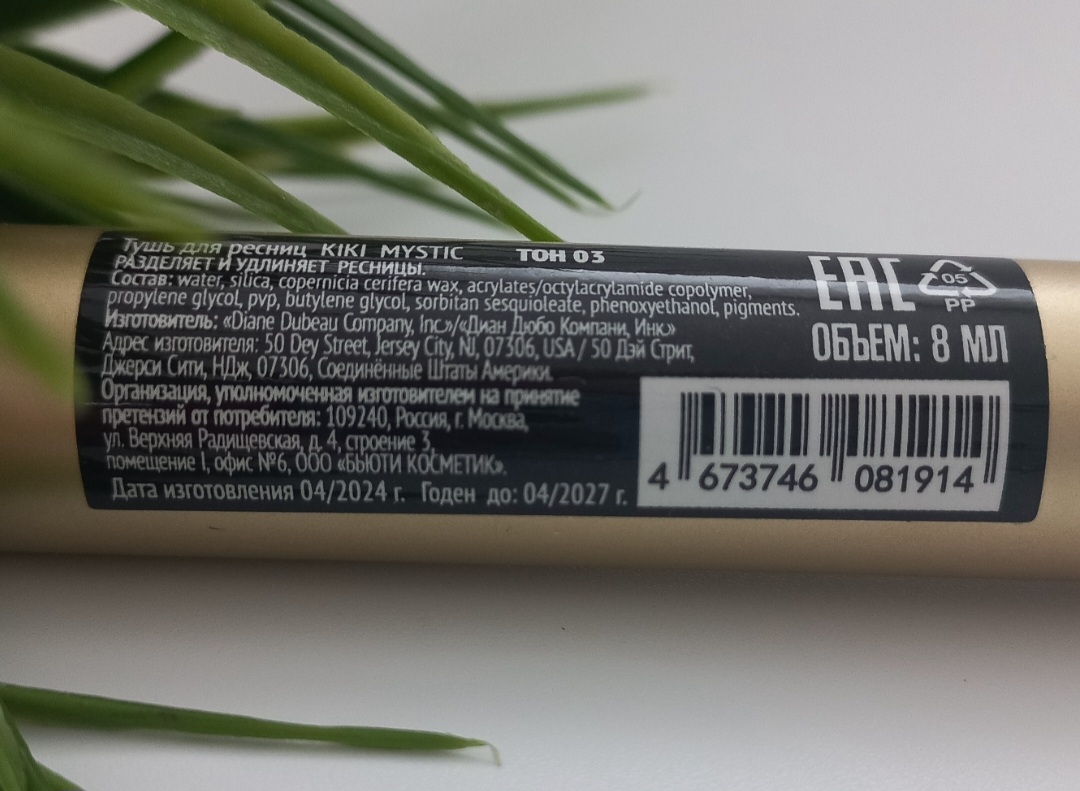 Тушь для ресниц KIKI MYSTIC ТОН 03
РАЗДЕЛЯЕТ И УДЛИНЯЕТ РЕСНИЦЫ.
Состав: water, silica, copernicia cerifera wax, acrylates/octylacrylamide copolymer,
propylene glycol, pvp, butylene glycol, sorbitan sesquioleate, phenoxyethanol, pigments.
Изготовитель: «Diane Dubeau Company, Inc.»/«Диан Дюбо Компани, Инк.»
Адрес изготовителя: 50 Dey Street, Jersey City, NJ, 07306, USA / 50 Дэй Стрит,
Джерси Сити, НДж, 07306, Соединённые Штаты Америки.
Организация, уполномоченная изготовителем на принятие
претензий от потребителя: 109240, Россия, г. Москва,
ул. Верхняя Радищевская, д. 4, строение 3,
помещение I, офис №6, ООО «БЬЮТИ КОСМЕТИК».
Дата изготовления 04/2024 г. Годен до: 04/2027 г.
EAC
05
PP
ОБЪЕМ: 8 МЛ
4 673746 081914